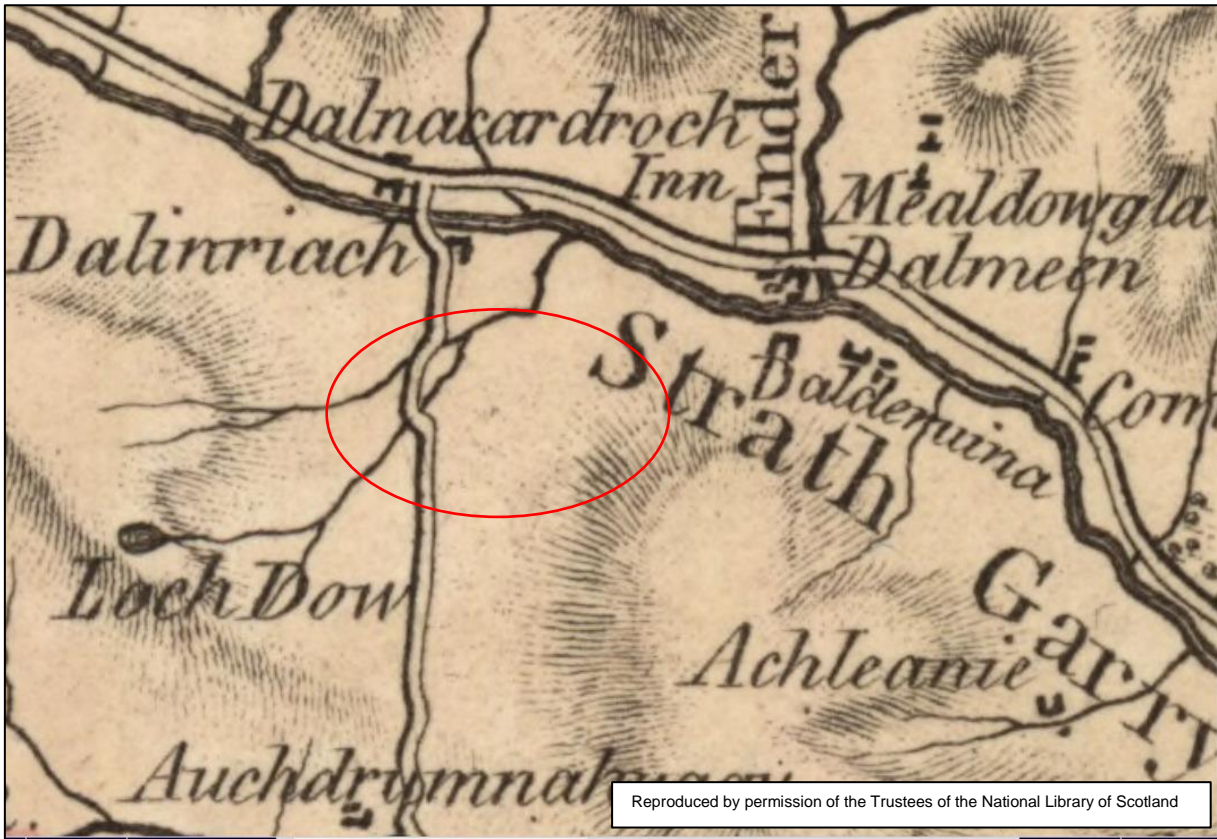 Dalnacardroch
Inn
Ender
Mealdowgla
Dalmeen
Dalinriach
Strath
Baldemina
Com
Loch Dow
Garry
Achleanie
Reproduced by permission of the Trustees of the National Library of Scotland